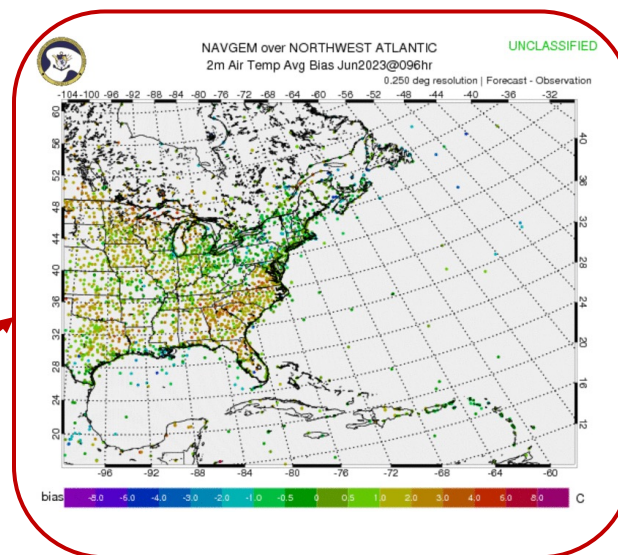 NAVGEM over NORTHWEST ATLANTIC
UNCLASSIFIED
2m Air Temp Avg Bias Jun2023@096hr
0.250 deg resolution | Forecast - Observation
-104 -100 -96 -92 -88 -84 -80 -76 -72 -68 -64 -60 -56 -52 -48 -44 -40 -36 -32
60
56
52
48
44
40
36
32
28
24
20
40
36
32
28
24
20
16
12
-96 -92 -88 -84 -80 -76 -72 -68 -64 -60
bias -8.0 -6.0 -4.0 -3.0 -2.0 -1.0 -0.5 0 0.5 1.0 2.0 3.0 4.0 6.0 8.0 C